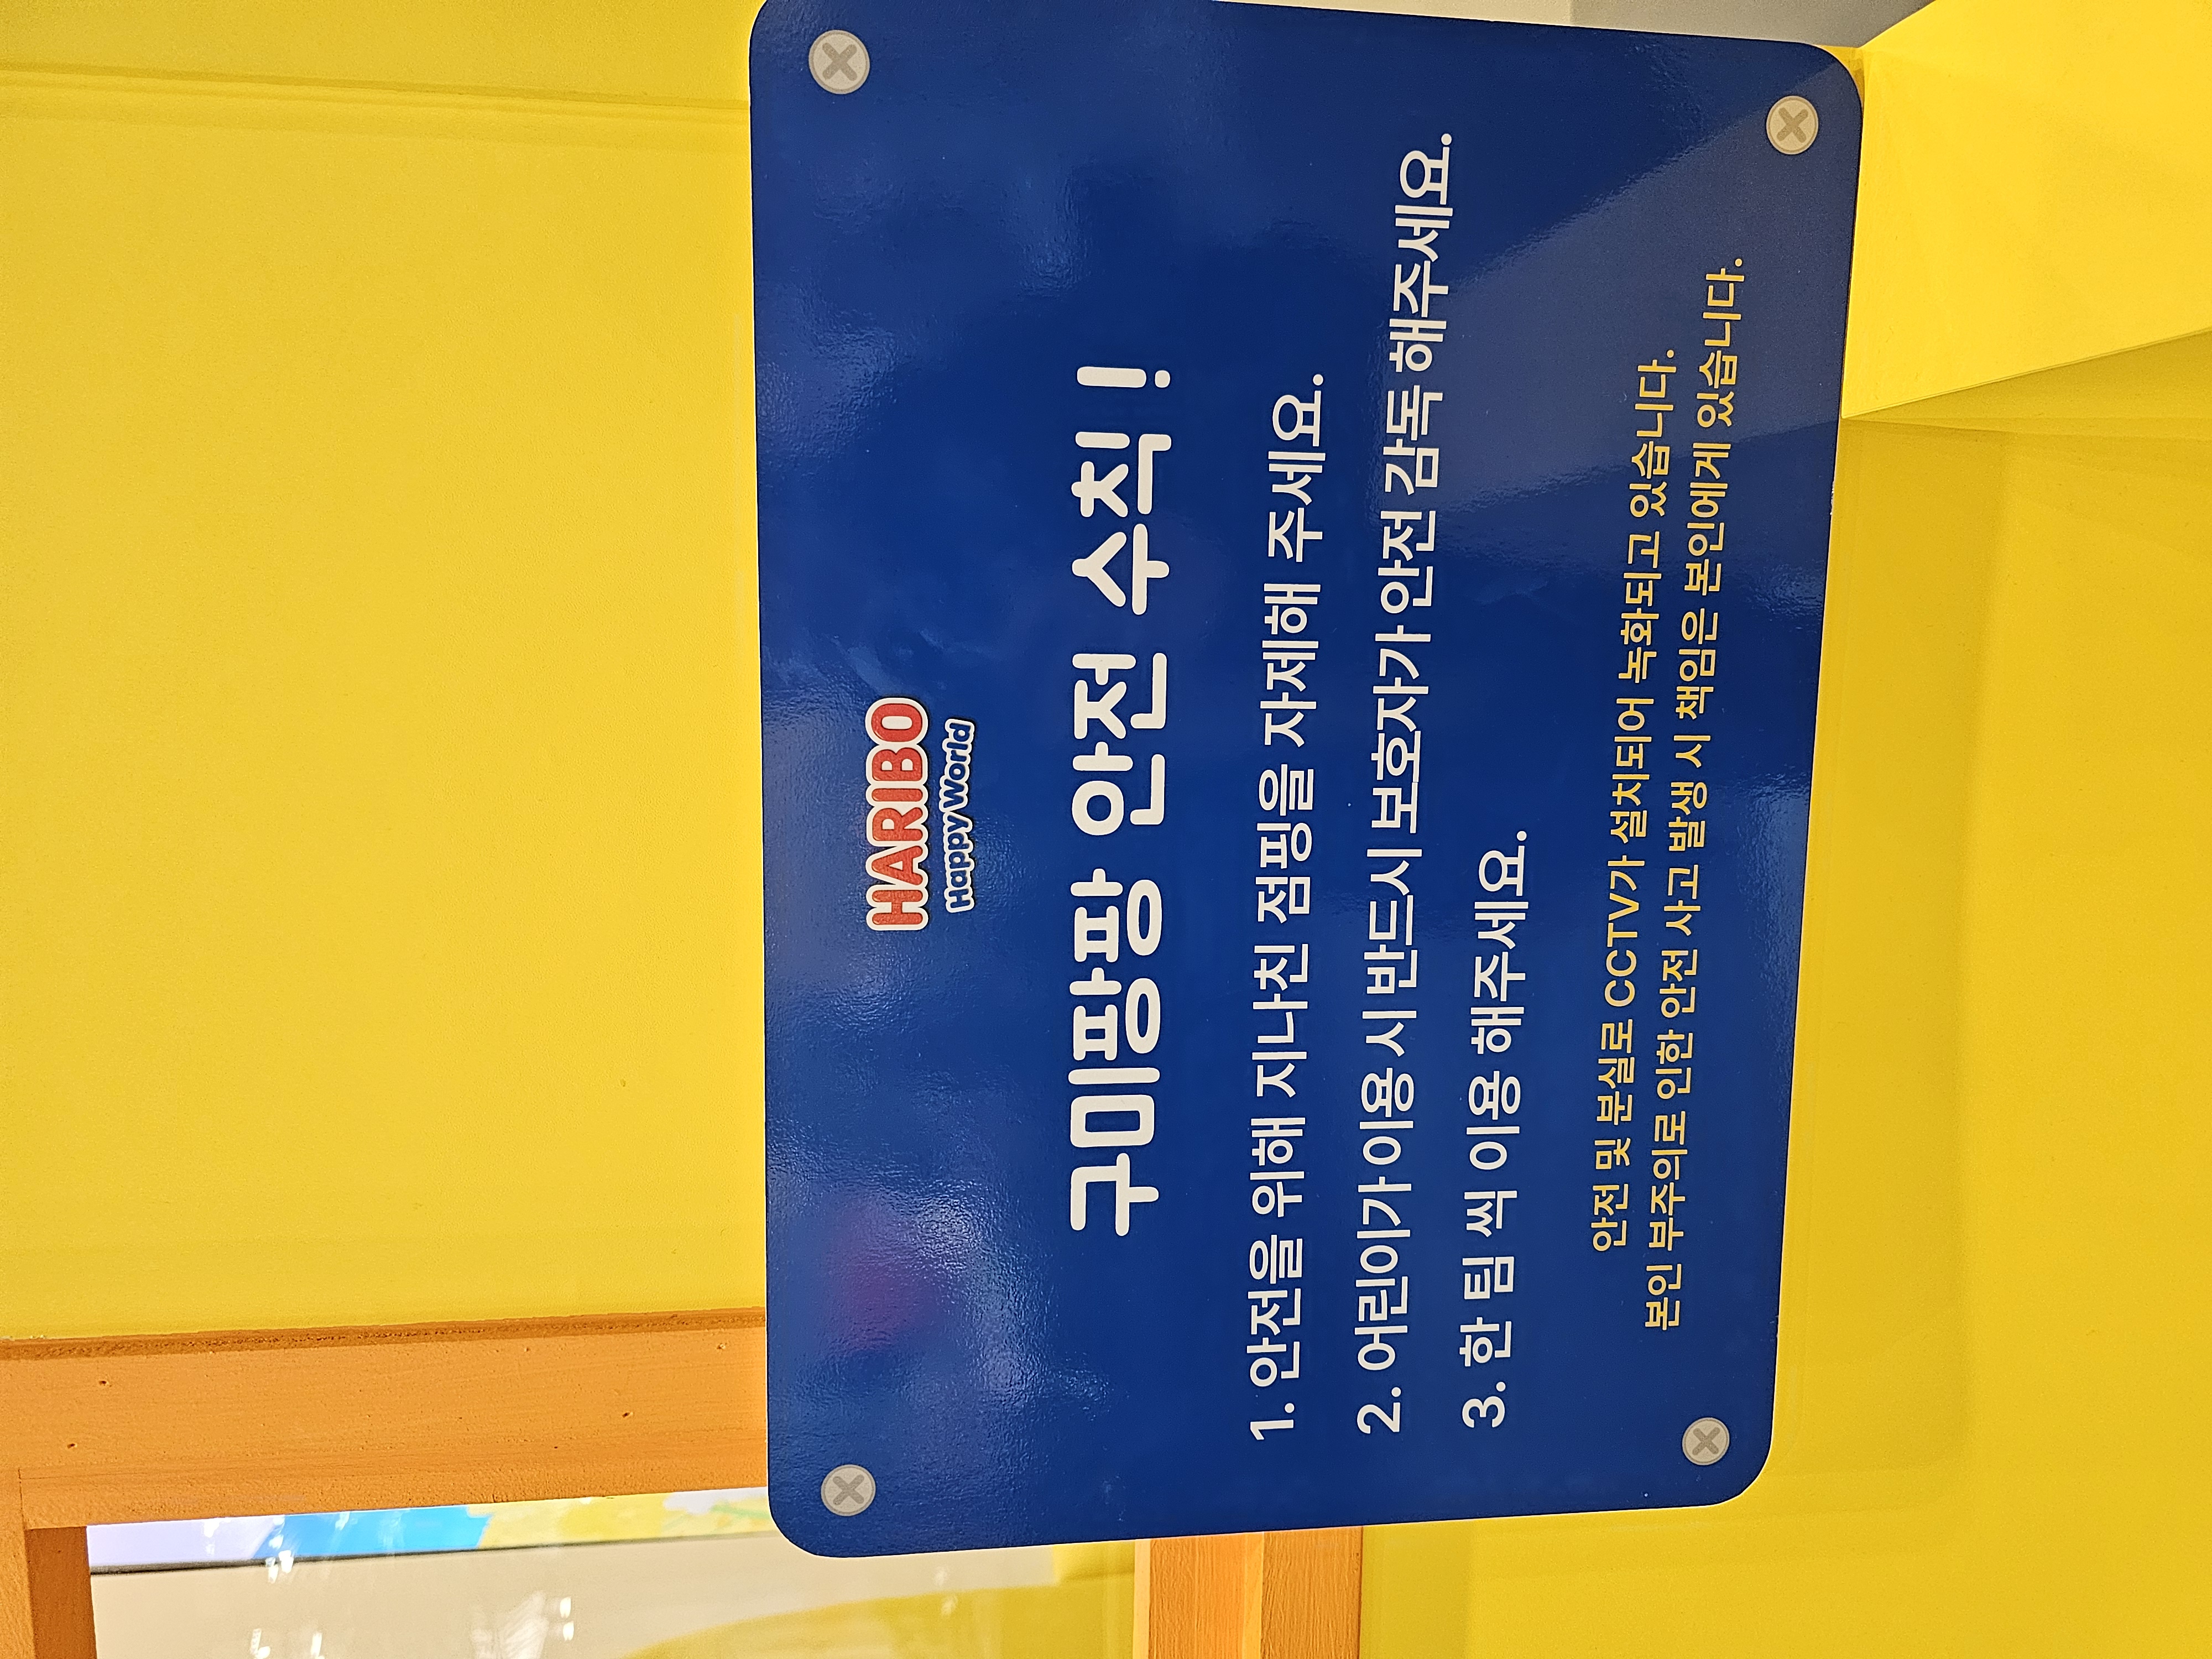 HARIBO
Happy World
구미팡팡 안전 수칙!
1. 안전을 위해 지나친 점핑을 자제해 주세요.
2. 어린이가 이용 시 반드시 보호자가 안전 감독 해주세요.
3. 한 팀 씩 이용 해주세요.
안전 및 분실로 CCTV가 설치되어 녹화되고 있습니다.
본인 부주의로 인한 안전 사고 발생 시 책임은 본인에게 있습니다.